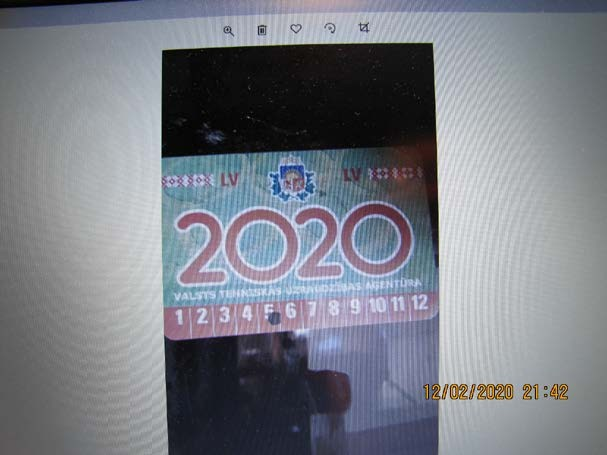 LV LV
2020
VALSTS TEHNISKĀS UZRAUDZĪBAS AĢENTŪRA
1 2 3 4 5 6 7 8 9 10 11 12
12/02/2020 21:42